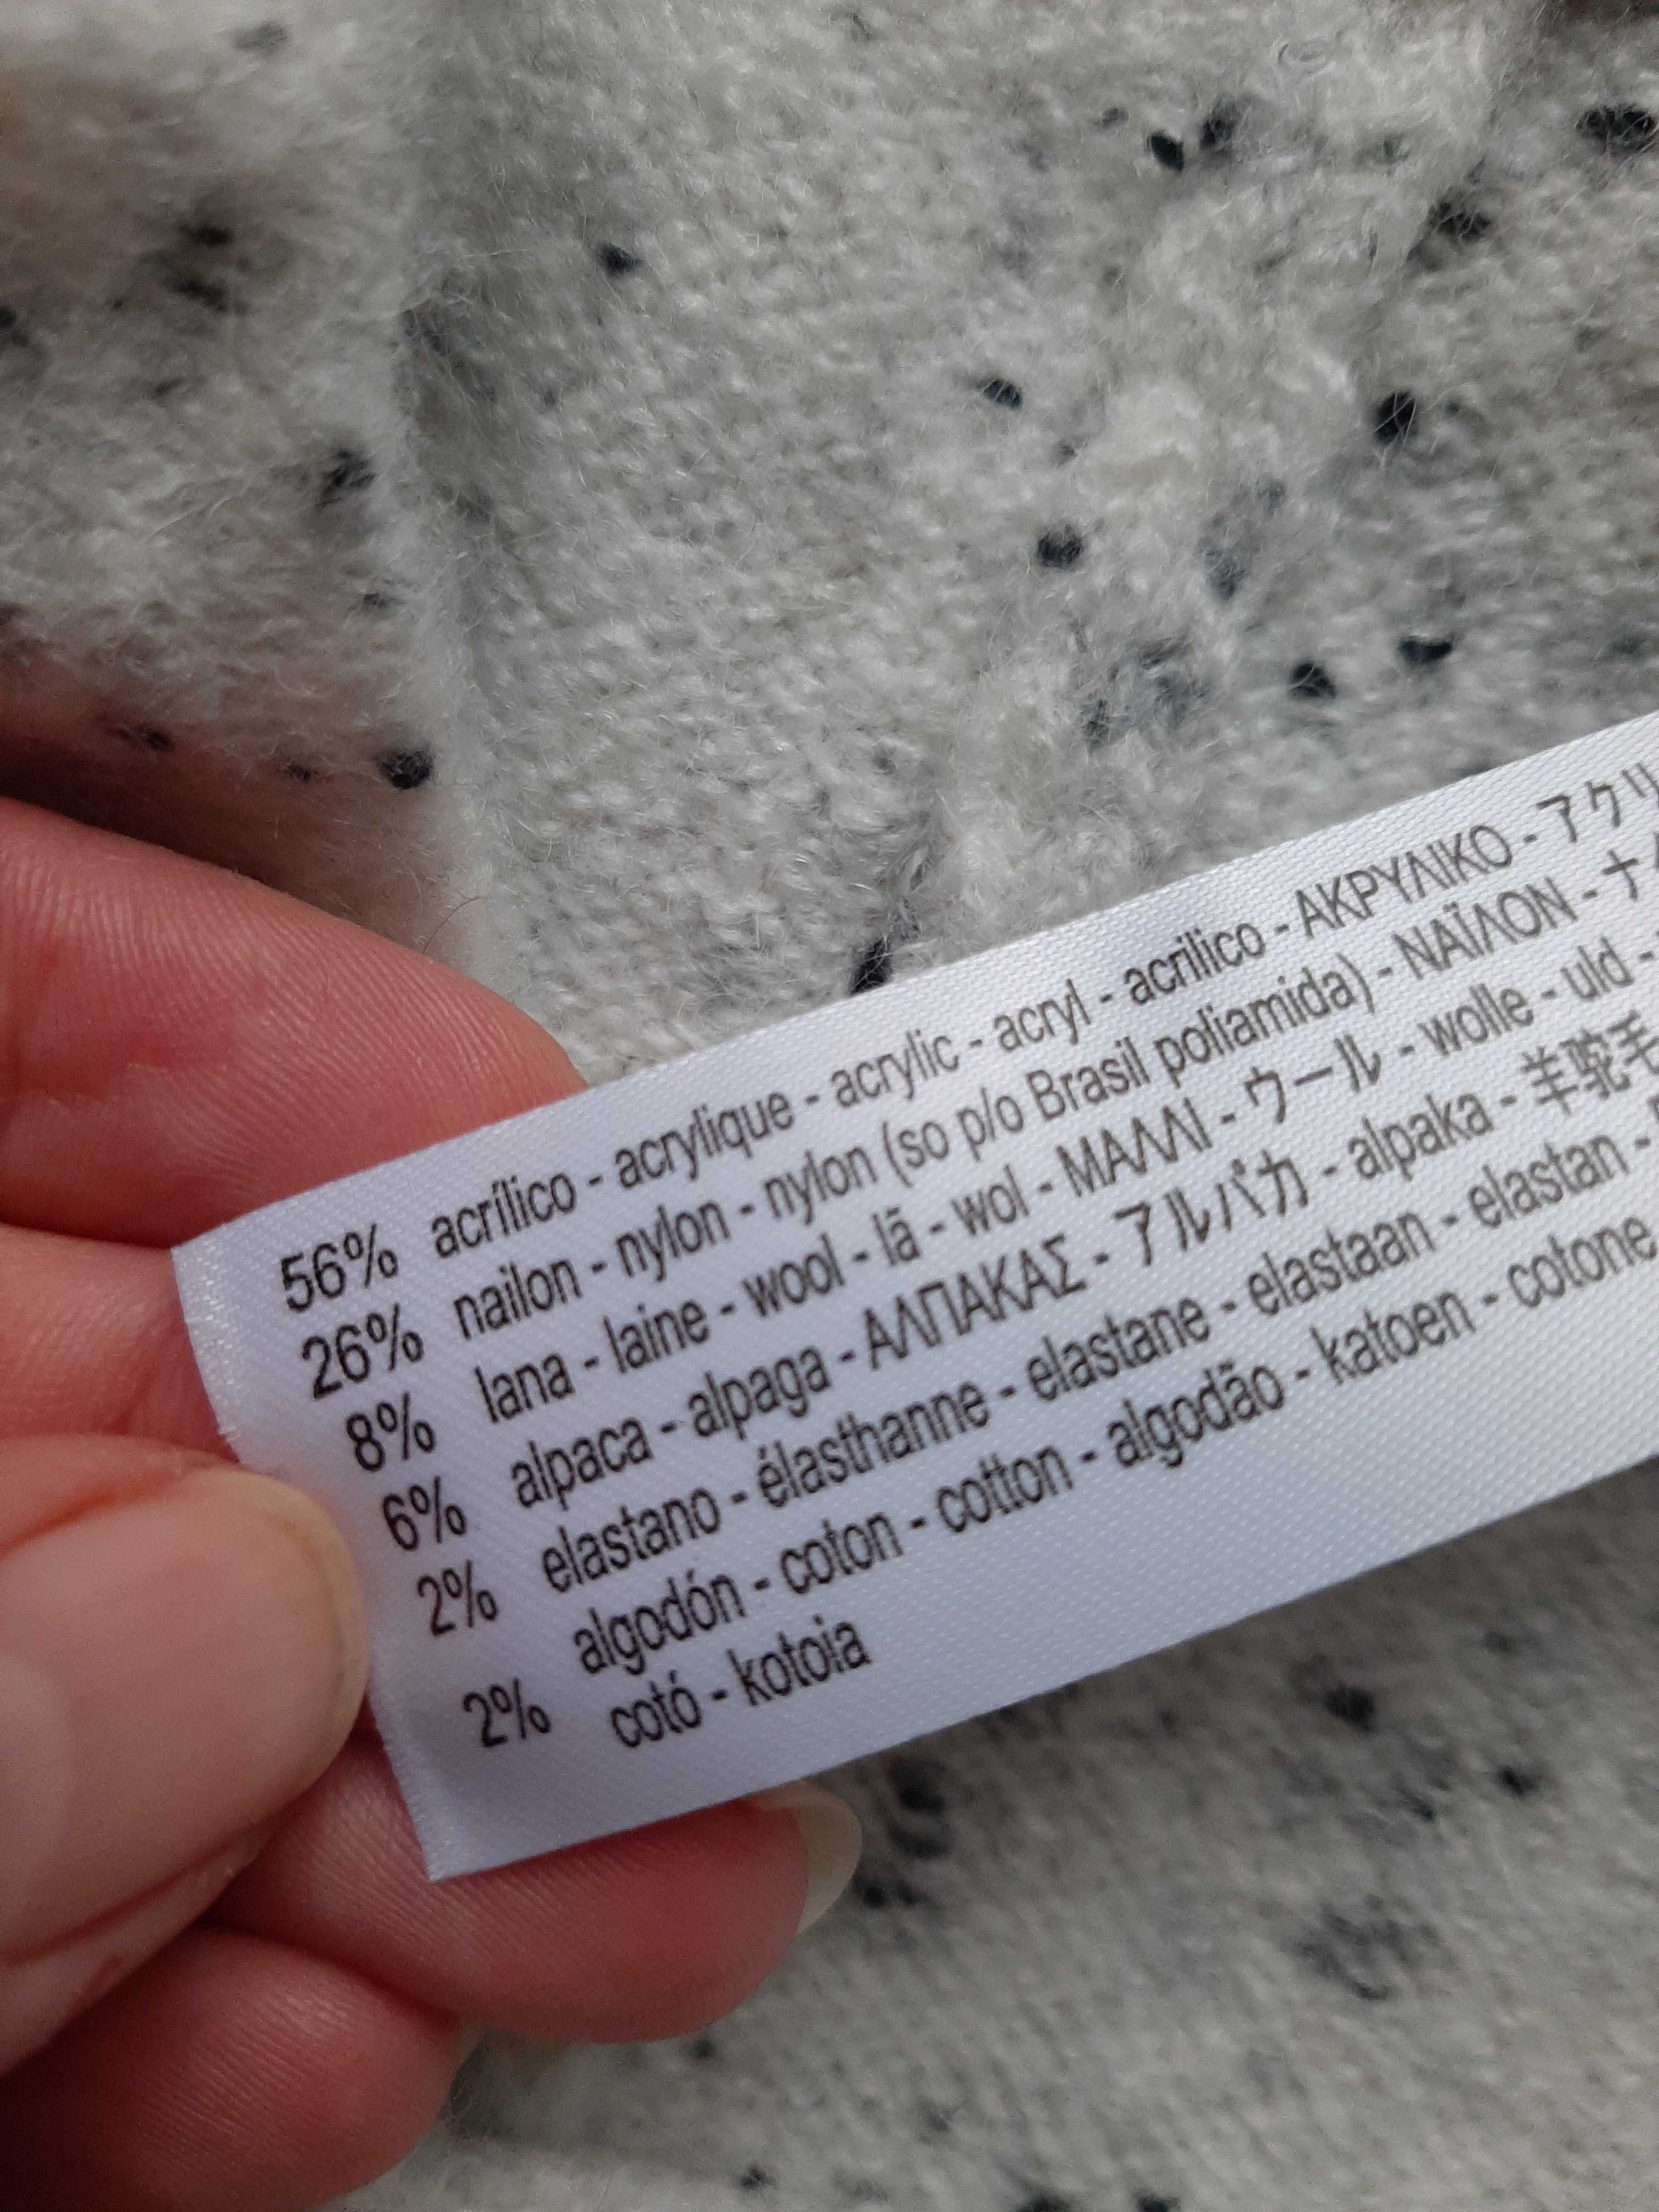 56% acrílico - acrylique - acrylic - acryl - acrilico - ΑΚΡΥΛΙΚΟ - アクリ
26% nailon - nylon - nylon (so p/o Brasil poliamida) - ΝΑΪΛΟΝ - ナイ
8% lana - laine - wool - lã - wol - ΜΑΛΛΙ - ウール - wolle - uld -
6% alpaca - alpaga - ΑΛΠΑΚΑΣ - アルパカ - alpaka - 羊驼毛
2% elastano - élasthanne - elastane - elastaan - elastan -
2% algodón - coton - cotton - algodão - katoen - cotone
cotó - kotoia